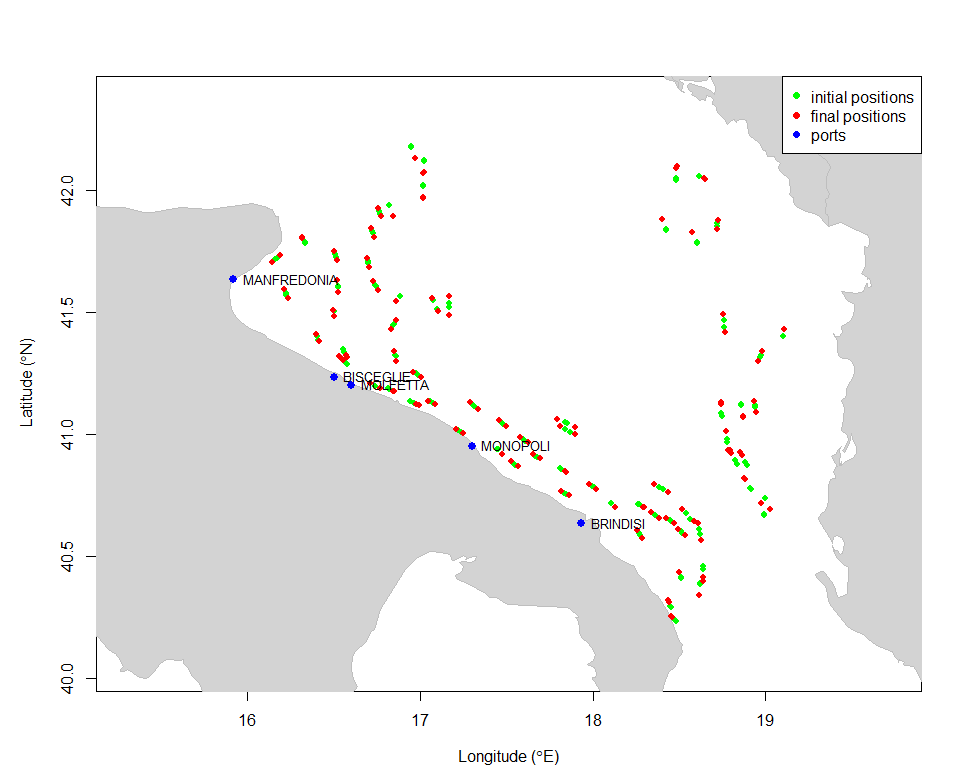 initial positions
final positions
ports
42.0
41.5
41.0
40.5
40.0
Latitude (°N)
MANFREDONIA
BISCEGLIE
MOLFETTA
MONOPOLI
BRINDISI
16
17
18
19
Longitude (°E)